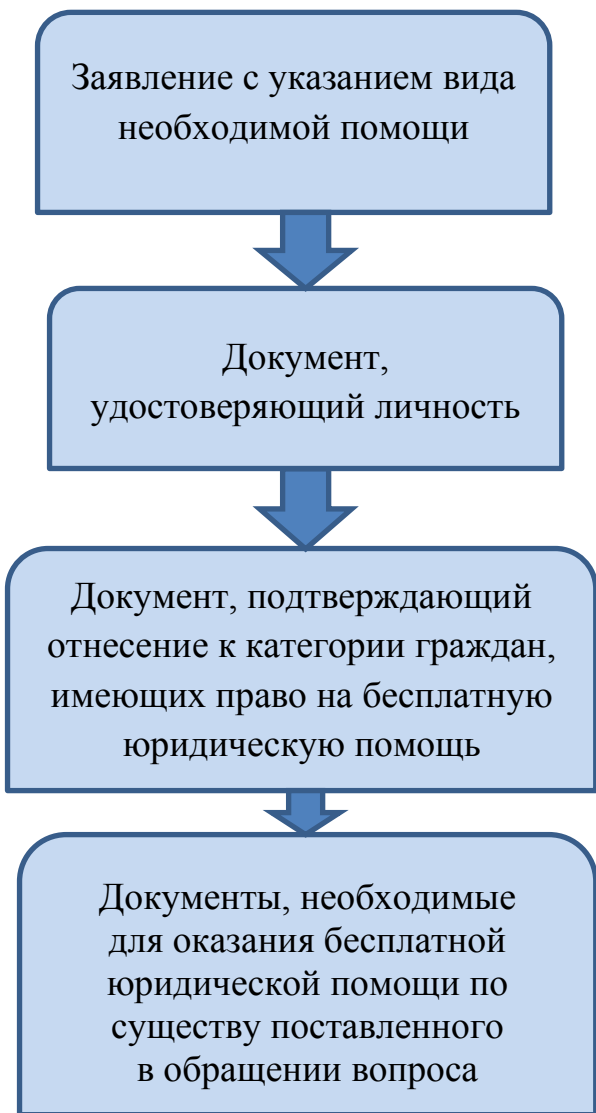 Заявление с указанием вида
необходимой помощи
Документ,
удостоверяющий личность
Документ, подтверждающий
отнесение к категории граждан,
имеющих право на бесплатную
юридическую помощь
Документы, необходимые
для оказания бесплатной
юридической помощи по
существу поставленного
в обращении вопроса